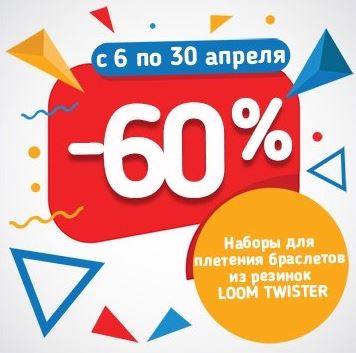 с 6 по 30 апреля
-60%
Наборы для
плетения браслетов
из резинок
LOOM TWISTER